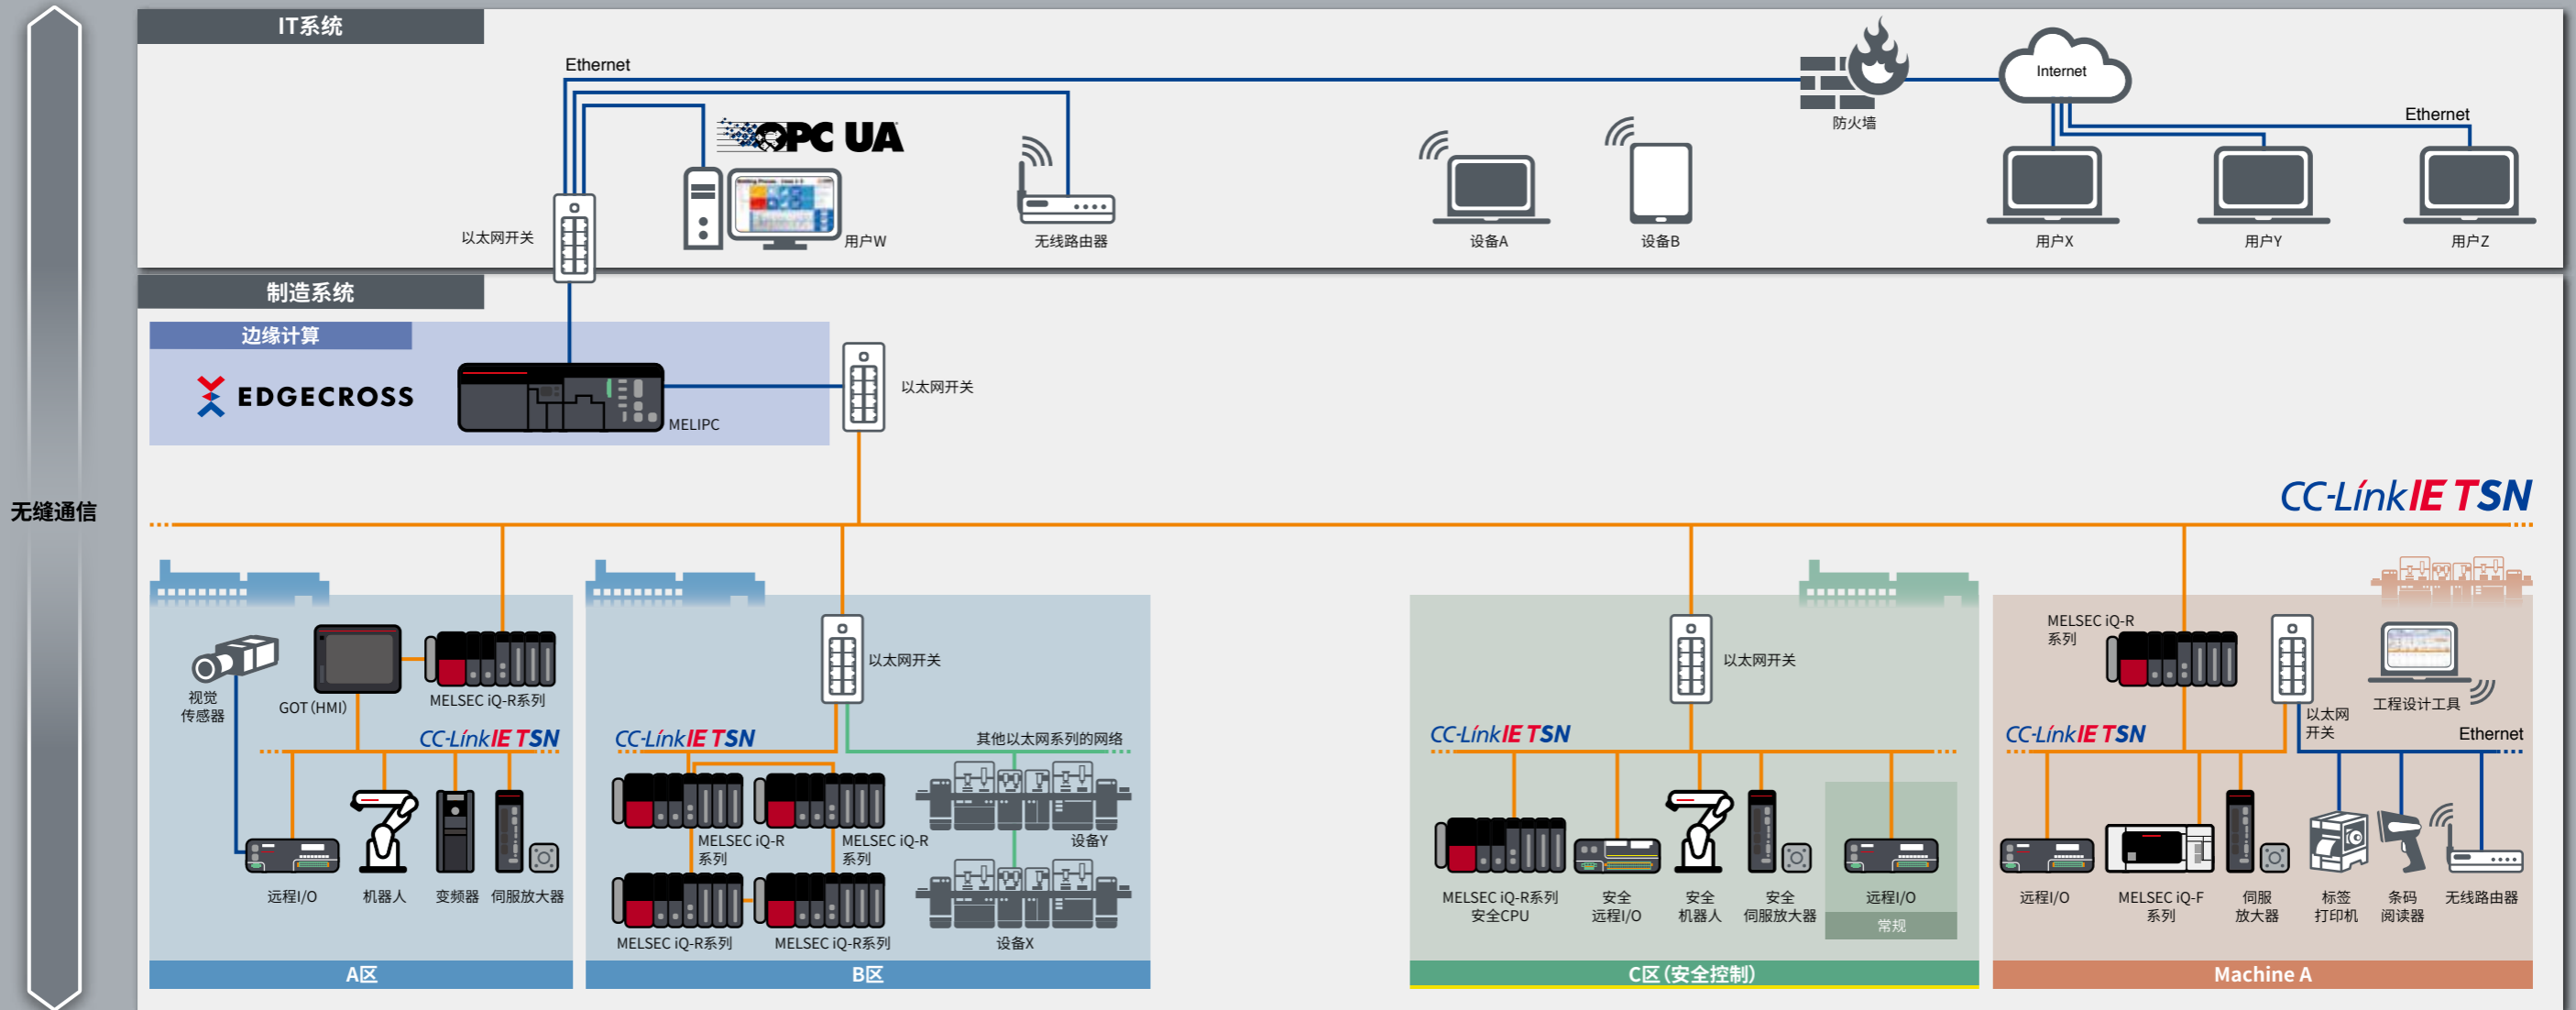 IT系统
Ethernet
OPC UA
Internet
防火墙
Ethernet
以太网开关
用户W
无线路由器
设备A
设备B
用户X
用户Y
用户Z
制造系统
边缘计算
EDGECROSS
MELIPC
以太网开关
无缝通信
CC-Link IE TSN
视觉
传感器
GOT（HMI）
MELSEC iQ-R系列
CC-Link IE TSN
远程I/O
机器人
变频器
伺服放大器
A区
以太网开关
CC-Link IE TSN
其他以太网系列的网络
MELSEC iQ-R
系列
MELSEC iQ-R
系列
设备Y
MELSEC iQ-R系列
MELSEC iQ-R系列
设备X
B区
以太网开关
CC-Link IE TSN
MELSEC iQ-R系列
安全CPU
安全
远程I/O
安全
机器人
安全
伺服放大器
远程I/O
常规
C区（安全控制）
MELSEC iQ-R
系列
工程设计工具
以太网
开关
CC-Link IE TSN
Ethernet
远程I/O
MELSEC iQ-F
系列
伺服
放大器
标签
打印机
条码
阅读器
无线路由器
Machine A